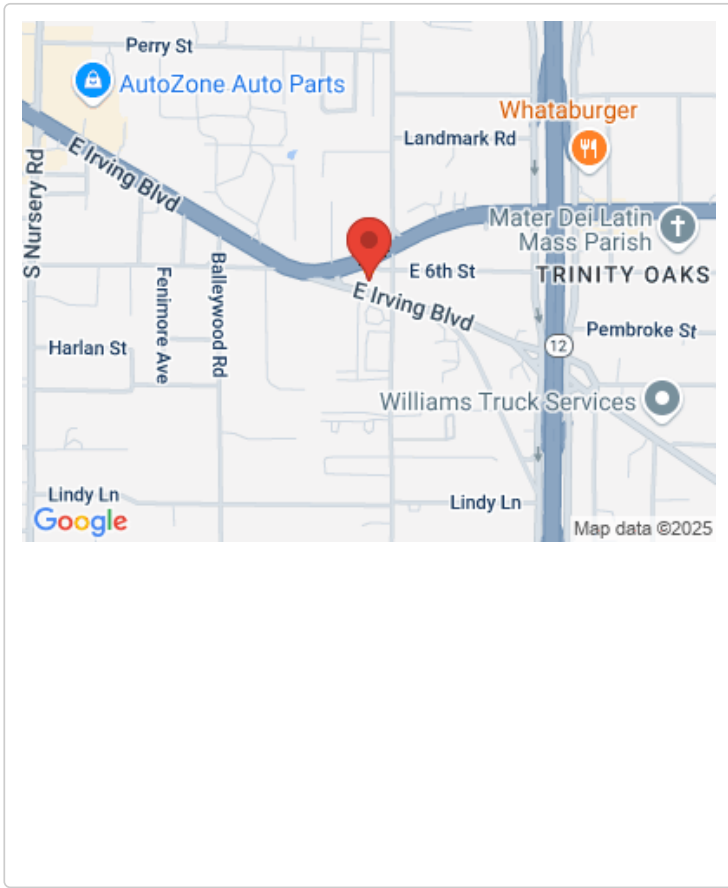 Perry St
AutoZone Auto Parts
Whataburger
Landmark Rd
E Irving Blvd
S Nursery Rd
Mater Dei Latin
Mass Parish
E 6th St
TRINITY OAKS
Balleywood Rd
Fenimore Ave
E Irving Blvd
Pembroke St
12
Harlan St
Williams Truck Services
Lindy Ln
Lindy Ln
Google
Map data ©2025